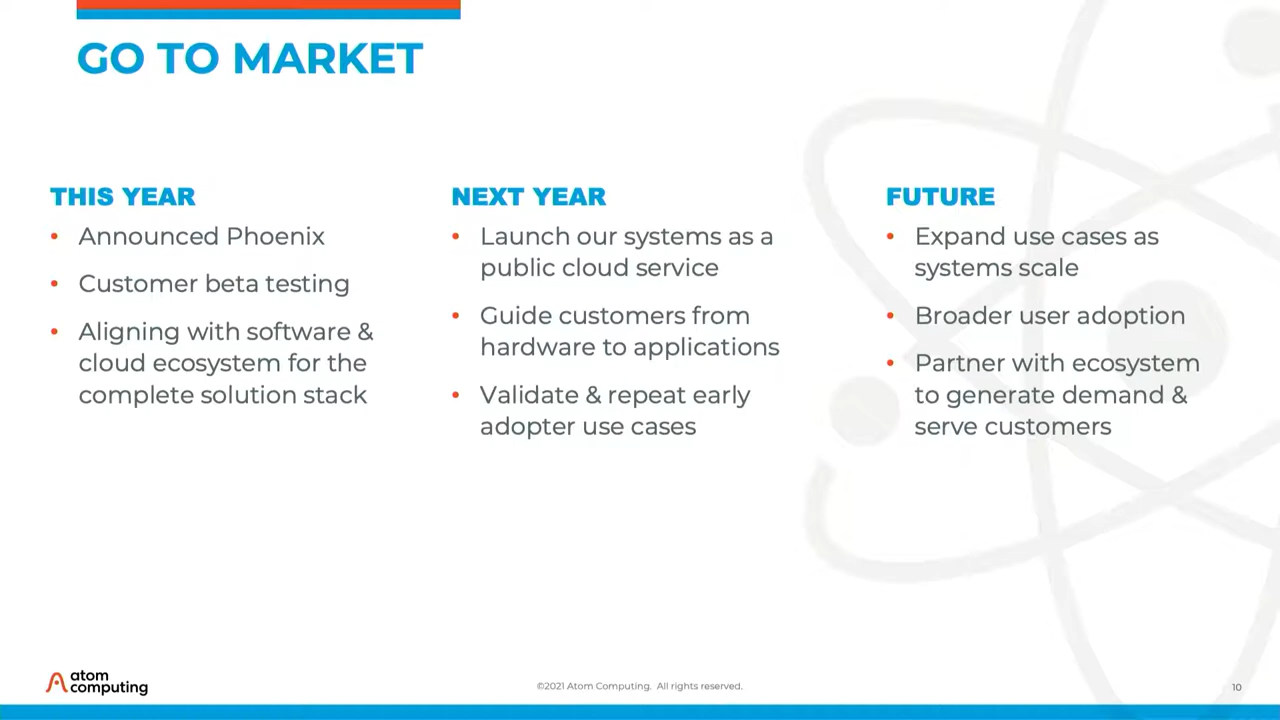 GO TO MARKET
THIS YEAR
• Announced Phoenix
• Customer beta testing
• Aligning with software &
cloud ecosystem for the
complete solution stack
NEXT YEAR
• Launch our systems as a
public cloud service
• Guide customers from
hardware to applications
• Validate & repeat early
adopter use cases
FUTURE
• Expand use cases as
systems scale
• Broader user adoption
• Partner with ecosystem
to generate demand &
serve customers
atom
computing
©2021 Atom Computing. All rights reserved.
10